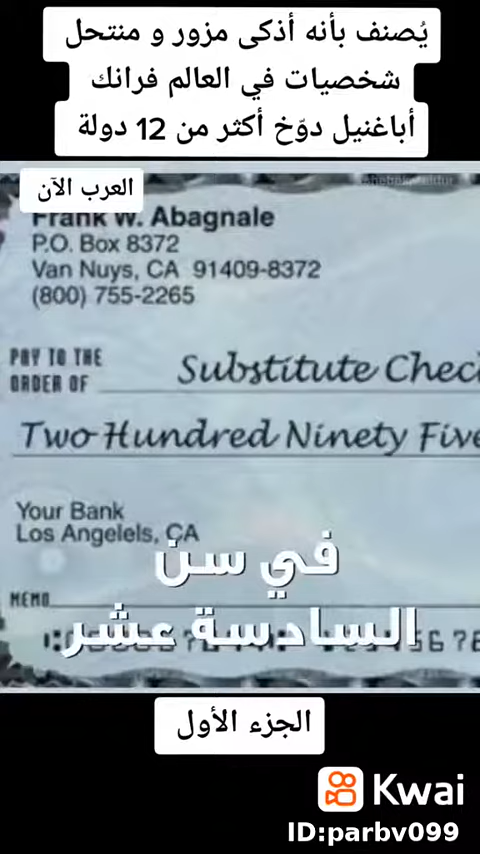 يُصنف بأنه أذكى مزور و منتحل
شخصيات في العالم فرانك
أباغنيل دوّخ أكثر من 12 دولة
العرب الآن
Frank W. Abagnale
P.O. Box 8372
Van Nuys, CA 91409-8372
(800) 755-2265
PAY TO THE
ORDER OF
Substitute Chec
Two Hundred Ninety Five
Your Bank
Los Angelels, CA
في سن
MEMO
السادسة عشر
الجزء الأول
Kwai
ID:parbv099